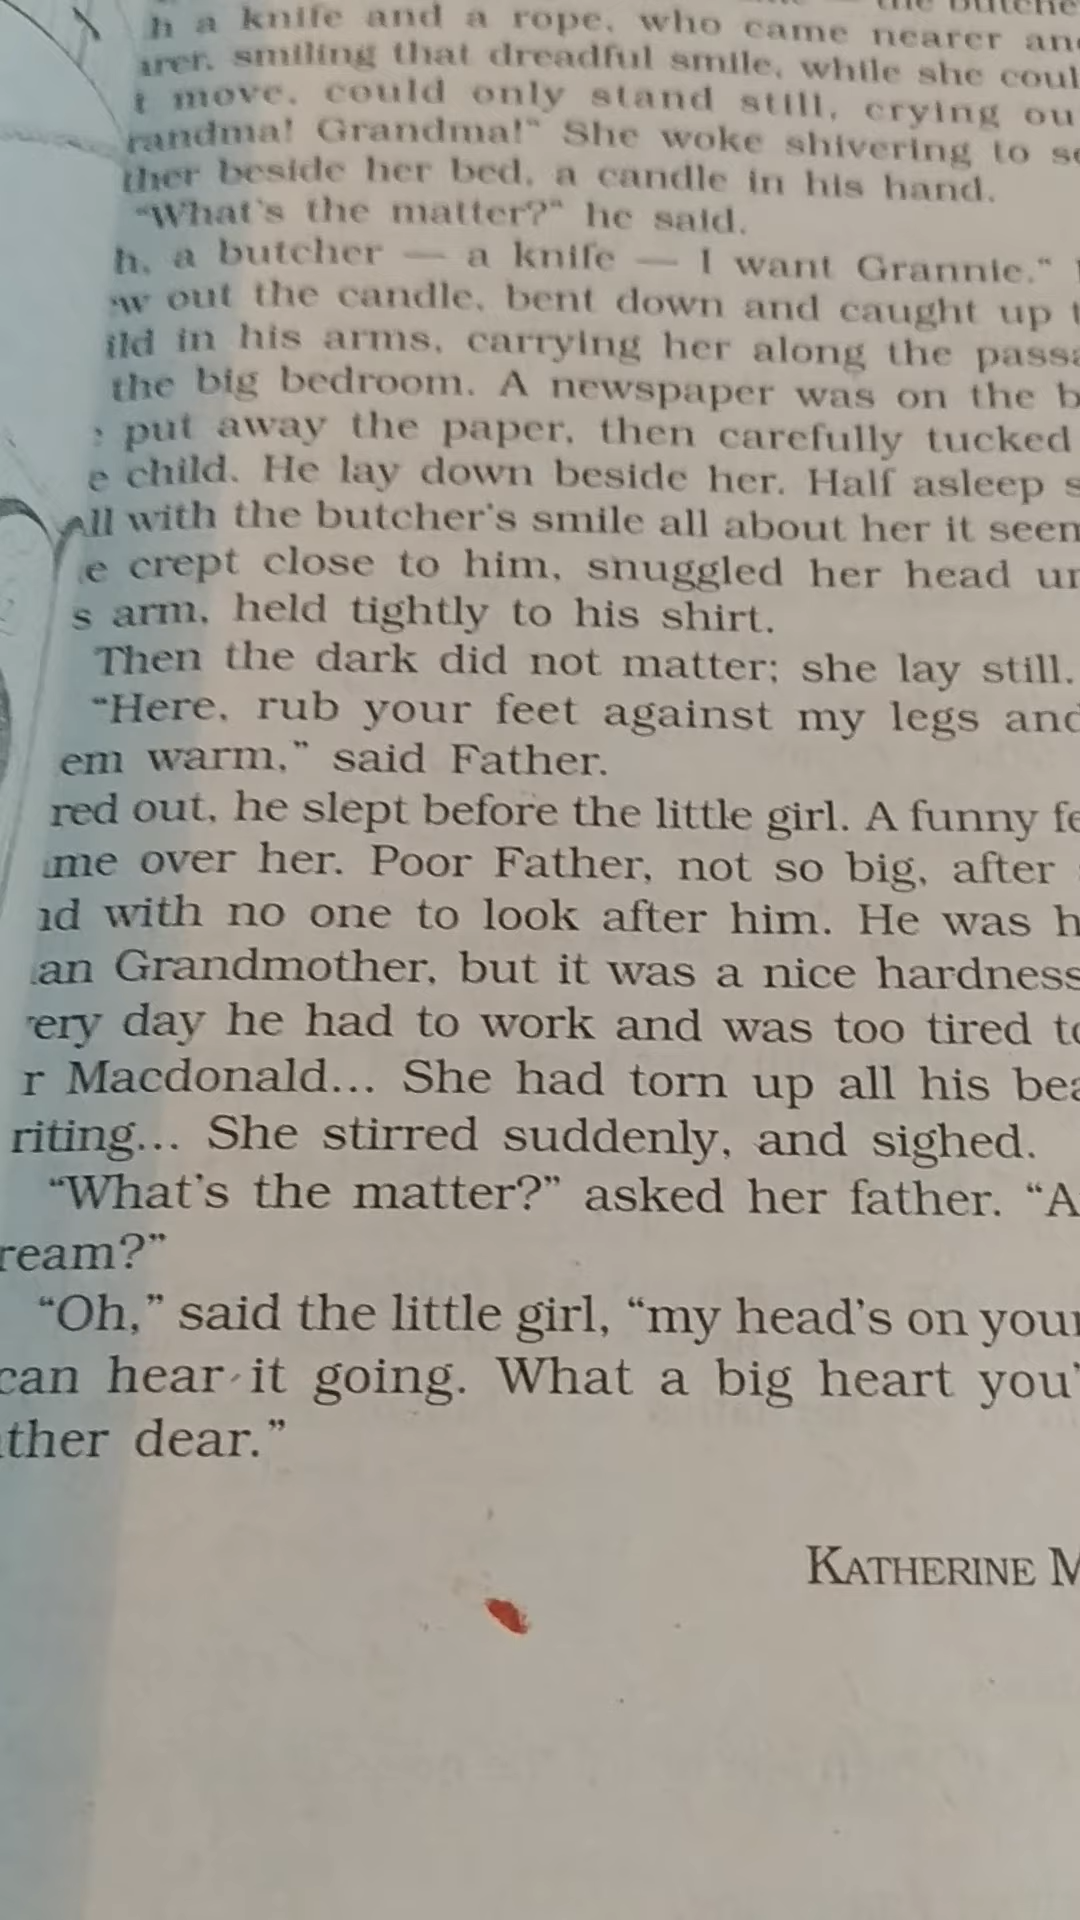 h a knife and a rope, who came nearer and
arer, smiling that dreadful smile, while she coul
t move, could only stand still, crying ou
randma! Grandma!" She woke shivering to se
ther beside her bed, a candle in his hand.
"What's the matter?" he said.
h, a butcher — a knife — I want Grannie."
ew out the candle, bent down and caught up t
ild in his arms, carrying her along the passa
the big bedroom. A newspaper was on the b
e put away the paper, then carefully tucked
e child. He lay down beside her. Half asleep s
ll with the butcher's smile all about her it seem
e crept close to him, snuggled her head un
s arm, held tightly to his shirt.
Then the dark did not matter; she lay still.
"Here, rub your feet against my legs and
em warm," said Father.
red out, he slept before the little girl. A funny fe
me over her. Poor Father, not so big, after
nd with no one to look after him. He was h
an Grandmother, but it was a nice hardness
ery day he had to work and was too tired to
r Macdonald... She had torn up all his bea
riting... She stirred suddenly, and sighed.
"What's the matter?" asked her father. "A
ream?"
"Oh," said the little girl, "my head's on your
can hear it going. What a big heart you'
ther dear."
KATHERINE M